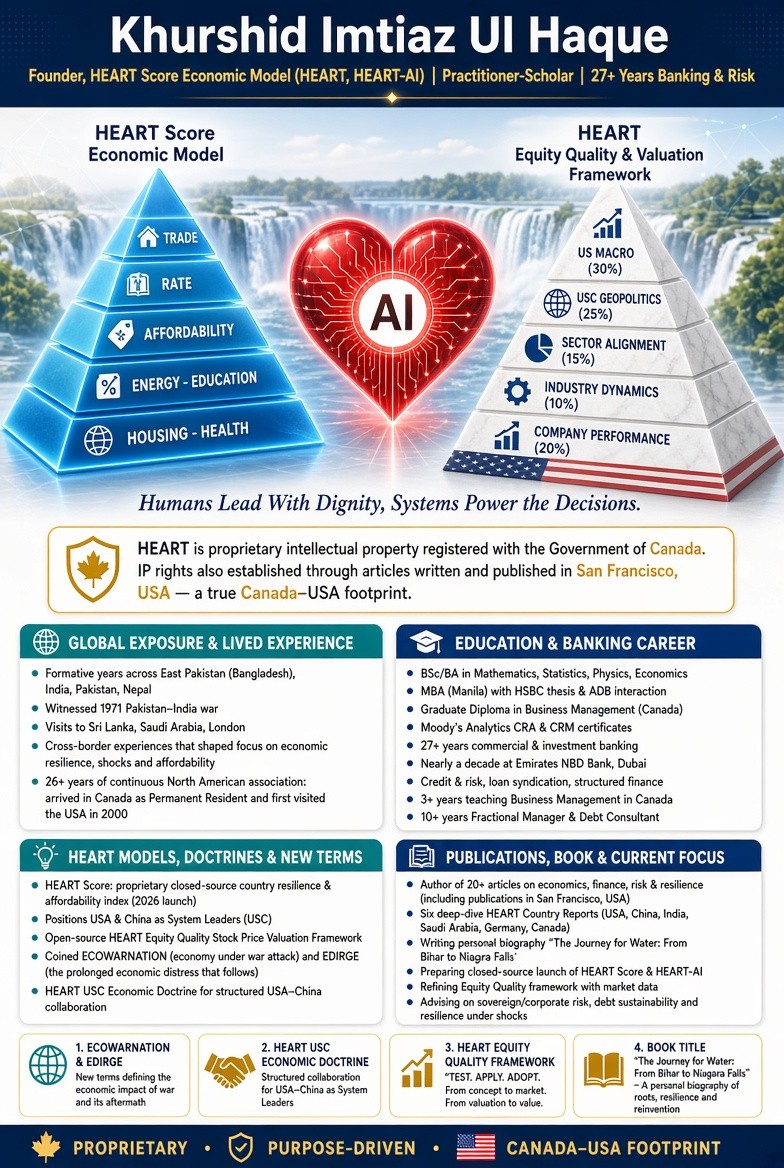 Khurshid Imtiaz Ul Haque
Founder, HEART Score Economic Model (HEART, HEART-AI) | Practitioner-Scholar | 27+ Years Banking & Risk
HEART Score
Economic Model
TRADE
RATE
AFFORDABILITY
ENERGY - EDUCATION
HOUSING - HEALTH
AI
HEART
Equity Quality & Valuation
Framework
US MACRO
(30%)
USC GEOPOLITICS
(25%)
SECTOR ALIGNMENT
(15%)
INDUSTRY DYNAMICS
(10%)
COMPANY PERFORMANCE
(20%)
Humans Lead With Dignity, Systems Power the Decisions.
HEART is proprietary intellectual property registered with the Government of Canada.
IP rights also established through articles written and published in San Francisco,
USA — a true Canada–USA footprint.
GLOBAL EXPOSURE & LIVED EXPERIENCE
• Formative years across East Pakistan (Bangladesh),
India, Pakistan, Nepal
• Witnessed 1971 Pakistan–India war
• Visits to Sri Lanka, Saudi Arabia, London
• Cross-border experiences that shaped focus on economic
resilience, shocks and affordability
• 26+ years of continuous North American association:
arrived in Canada as Permanent Resident and first visited
the USA in 2000
EDUCATION & BANKING CAREER
• BSc/BA in Mathematics, Statistics, Physics, Economics
• MBA (Manila) with HSBC thesis & ADB interaction
• Graduate Diploma in Business Management (Canada)
• Moody's Analytics CRA & CRM certificates
• 27+ years commercial & investment banking
• Nearly a decade at Emirates NBD Bank, Dubai
• Credit & risk, loan syndication, structured finance
• 3+ years teaching Business Management in Canada
• 10+ years Fractional Manager & Debt Consultant
HEART MODELS, DOCTRINES & NEW TERMS
• HEART Score: proprietary closed-source country resilience &
affordability index (2026 launch)
• Positions USA & China as System Leaders (USC)
• Open-source HEART Equity Quality Stock Price Valuation Framework
• Coined ECOWARNATION (economy under war attack) and EDIRGE
(the prolonged economic distress that follows)
• HEART USC Economic Doctrine for structured USA–China
collaboration
PUBLICATIONS, BOOK & CURRENT FOCUS
• Author of 20+ articles on economics, finance, risk & resilience
(including publications in San Francisco, USA)
• Six deep-dive HEART Country Reports (USA, China, India,
Saudi Arabia, Germany, Canada)
• Writing personal biography "The Journey for Water: From
Bihar to Niagra Falls'
• Preparing closed-source launch of HEART Score & HEART-AI
• Refining Equity Quality framework with market data
• Advising on sovereign/corporate risk, debt sustainability and
resilience under shocks
1. ECOWARNATION
& EDIRGE
New terms defining the
economic impact of war
and its aftermath
2. HEART USC
ECONOMIC DOCTRINE
Structured collaboration
for USA–China as System
Leaders
3. HEART EQUITY
QUALITY FRAMEWORK
"TEST. APPLY. ADOPT.
From concept to market.
From valuation to value.
4. BOOK TITLE
"The Journey for Water:
From Bihar to Niagara Falls"
– A personal biography of
roots, resilience and
reinvention
PROPRIETARY • PURPOSE-DRIVEN • CANADA–USA FOOTPRINT